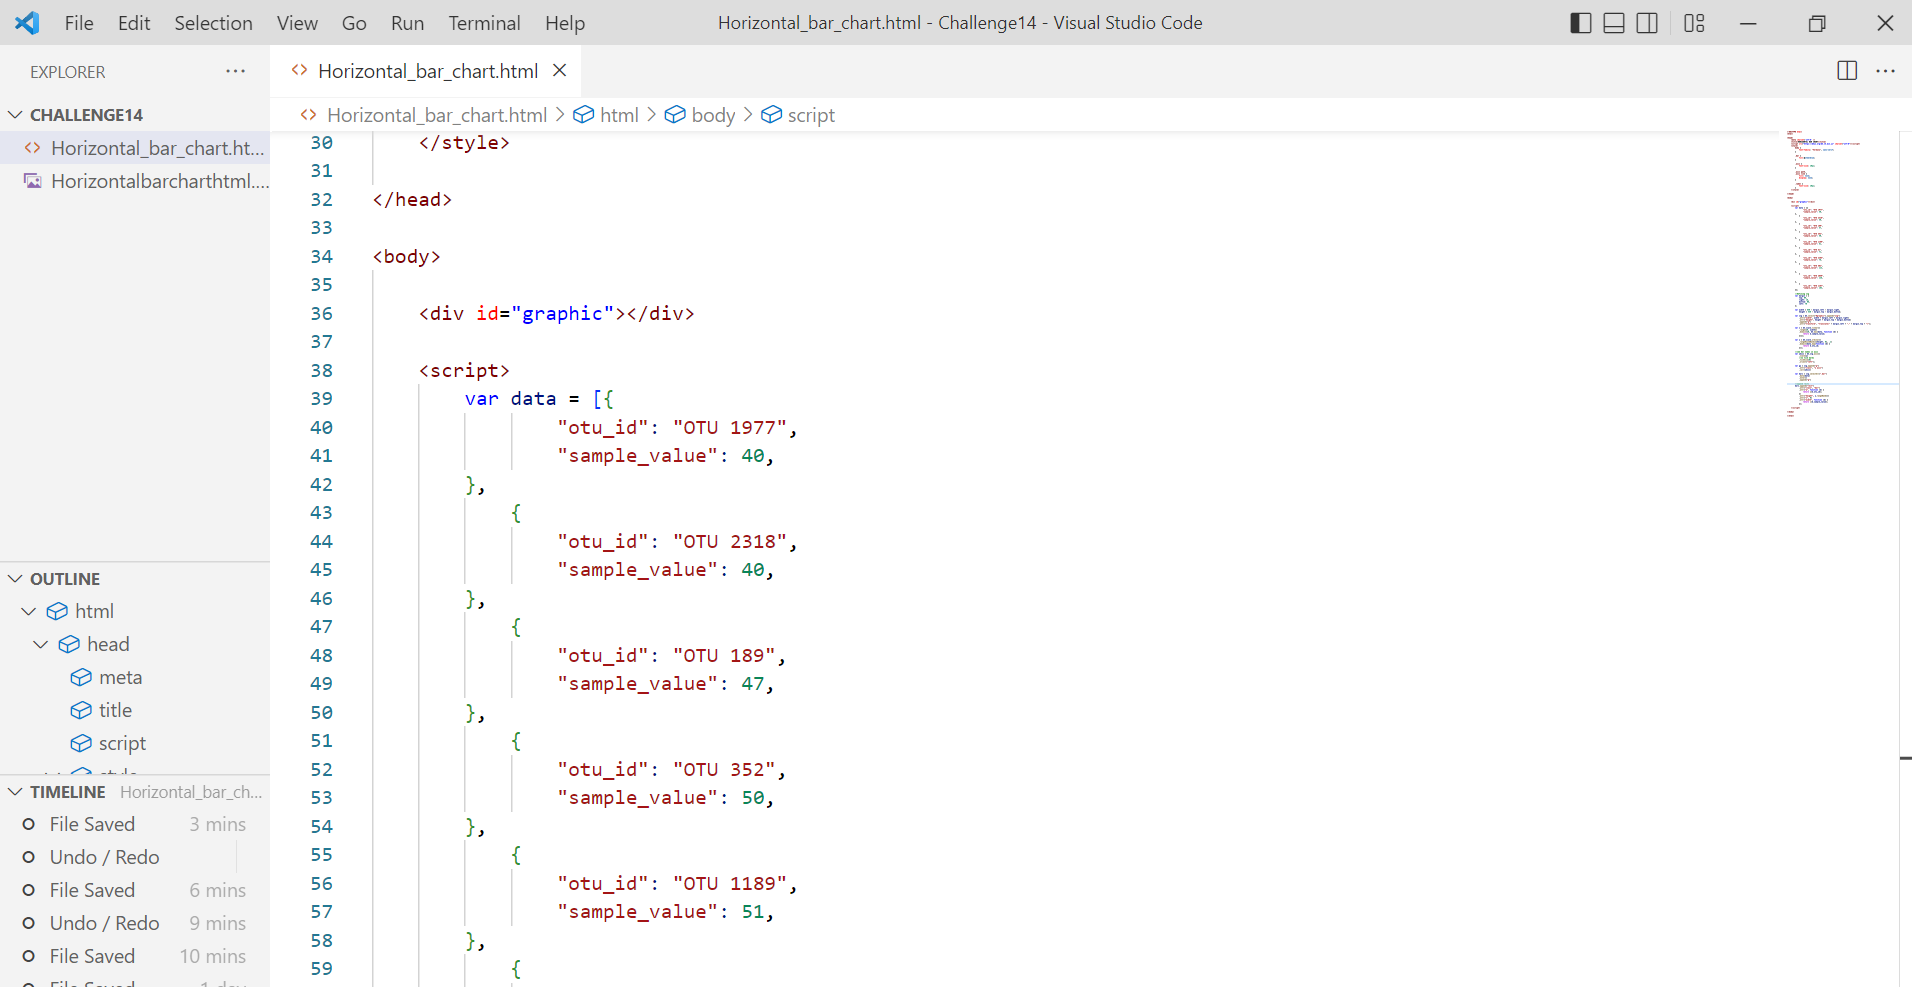 File Edit Selection View Go Run Terminal Help Horizontal_bar_chart.html - Challenge14 - Visual Studio Code
EXPLORER ···
Horizontal_bar_chart.html
CHALLENGE14
Horizontal_bar_chart.ht...
Horizontalbarcharthtml....
Horizontal_bar_chart.html > html > body > script
30 </style>
31
32 </head>
33
34 <body>
35
36 <div id="graphic"></div>
37
38 <script>
39 var data = [{
40 "otu_id": "OTU 1977",
41 "sample_value": 40,
42 },
43 {
44 "otu_id": "OTU 2318",
45 "sample_value": 40,
46 },
47 {
48 "otu_id": "OTU 189",
49 "sample_value": 47,
50 },
51 {
52 "otu_id": "OTU 352",
53 "sample_value": 50,
54 },
55 {
56 "otu_id": "OTU 1189",
57 "sample_value": 51,
58 },
59 {
OUTLINE
html
head
meta
title
script
style
TIMELINE Horizontal_bar_ch...
File Saved 3 mins
Undo / Redo
File Saved 6 mins
Undo / Redo 9 mins
File Saved 10 mins
File Saved 1 day